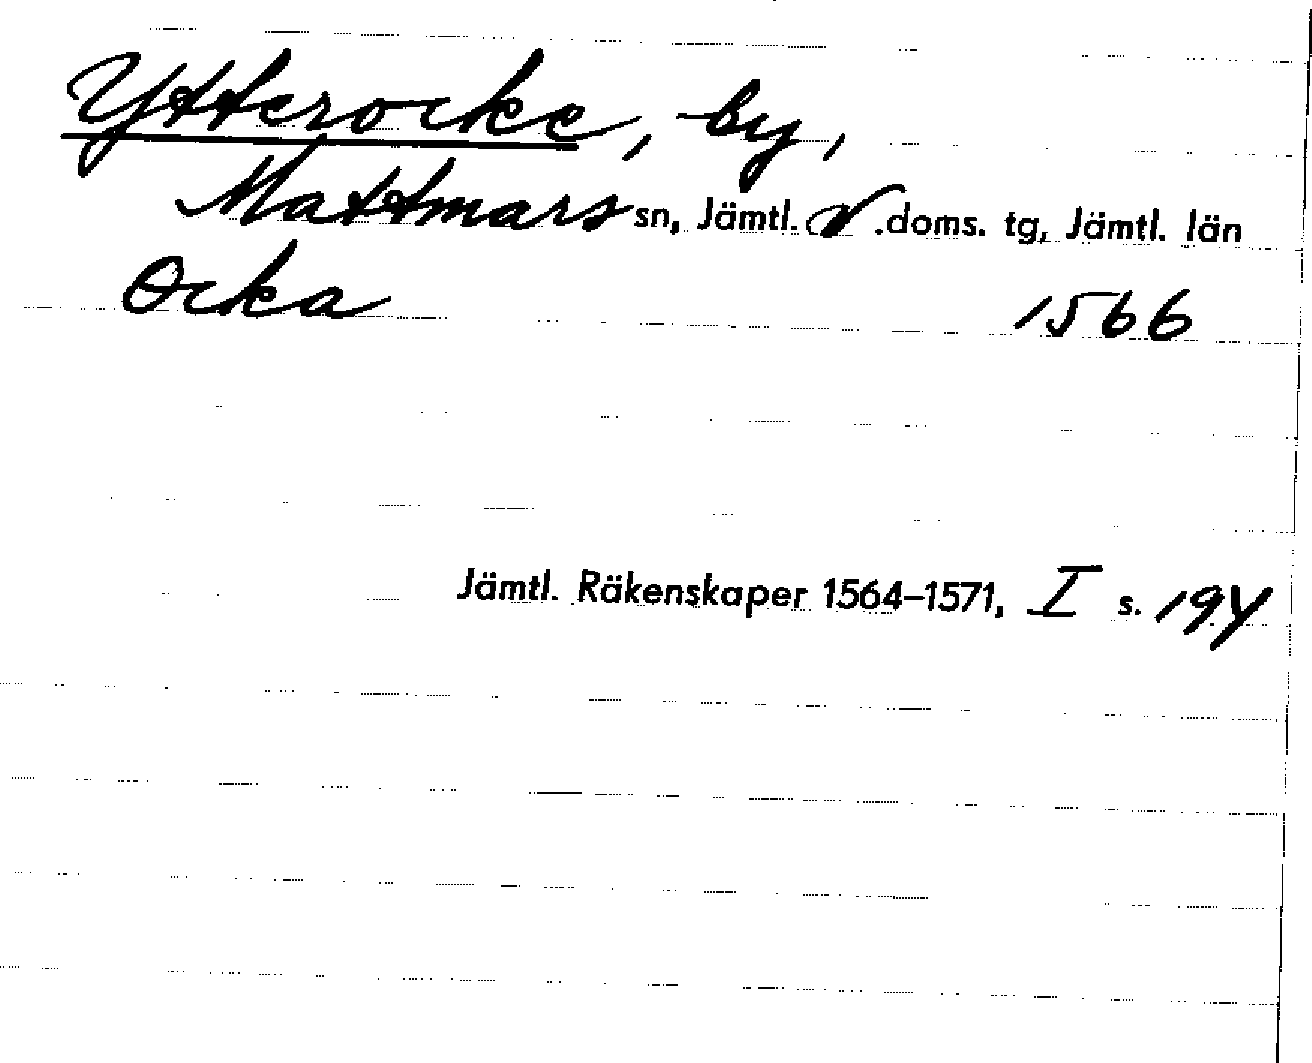 Ytterocke, by,
Mattmars sn, Jämtl. v. doms. tg, Jämtl. län
Ocka 1566
Jämtl. Räkenskaper 1564–1571, I s. 194